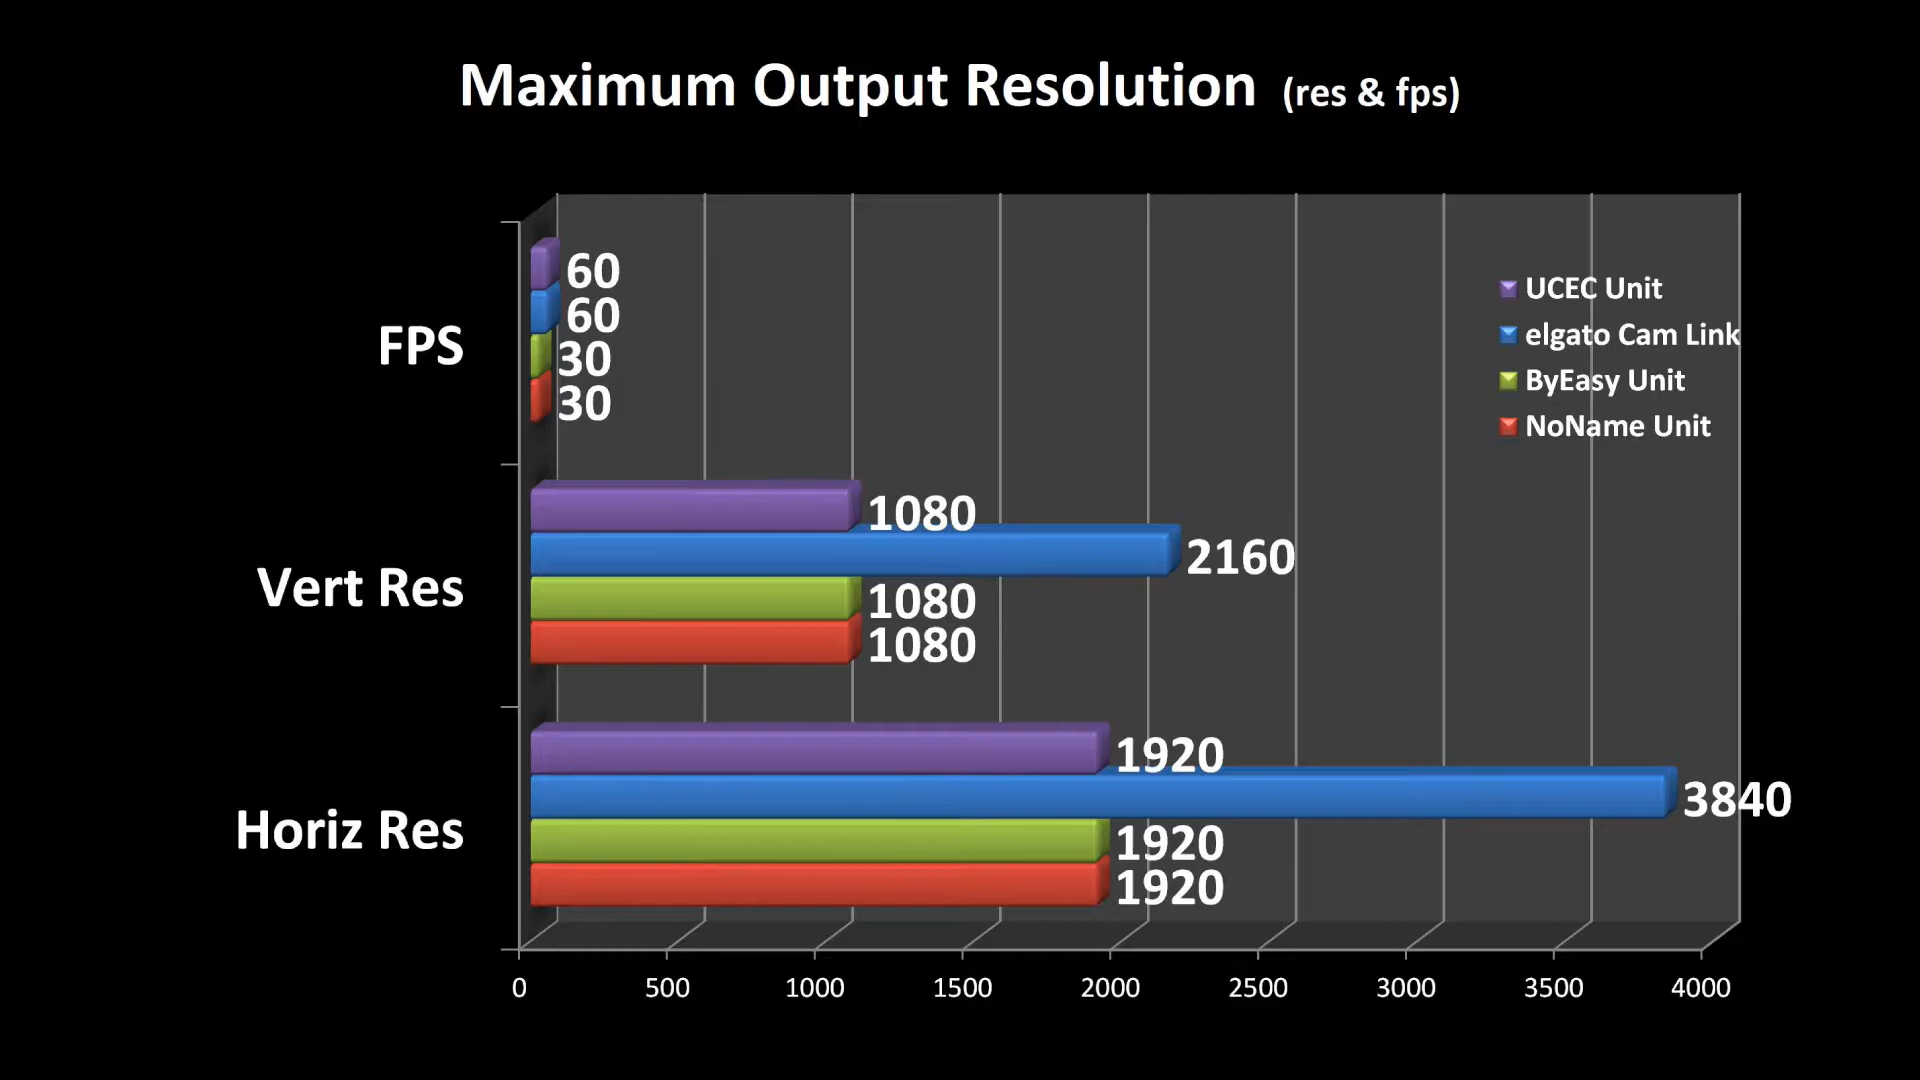 Maximum Output Resolution (res & fps)
UCEC Unit
elgato Cam Link
ByEasy Unit
NoName Unit
FPS
60
60
30
30
Vert Res
1080
2160
1080
1080
Horiz Res
1920
3840
1920
1920
0 500 1000 1500 2000 2500 3000 3500 4000